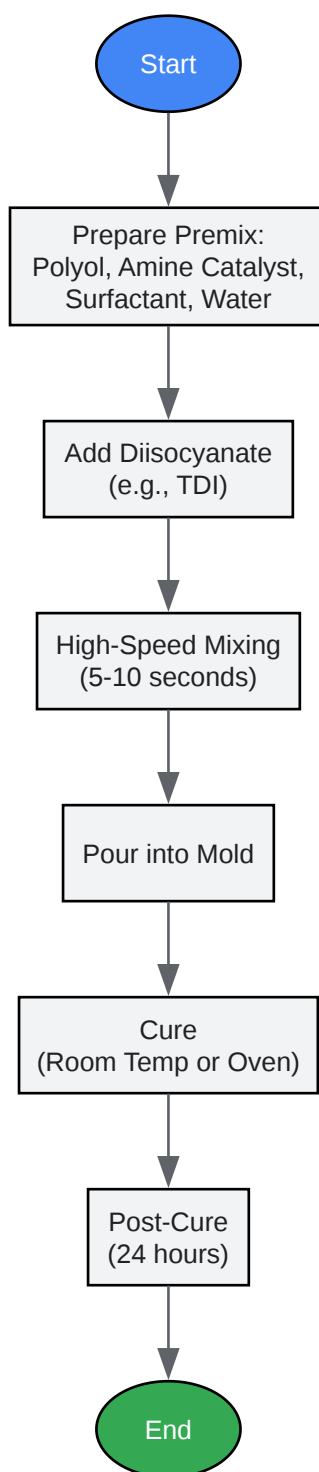 Start
Prepare Premix:
Polyol, Amine Catalyst,
Surfactant, Water
Add Diisocyanate
(e.g., TDI)
High-Speed Mixing
(5-10 seconds)
Pour into Mold
Cure
(Room Temp or Oven)
Post-Cure
(24 hours)
End